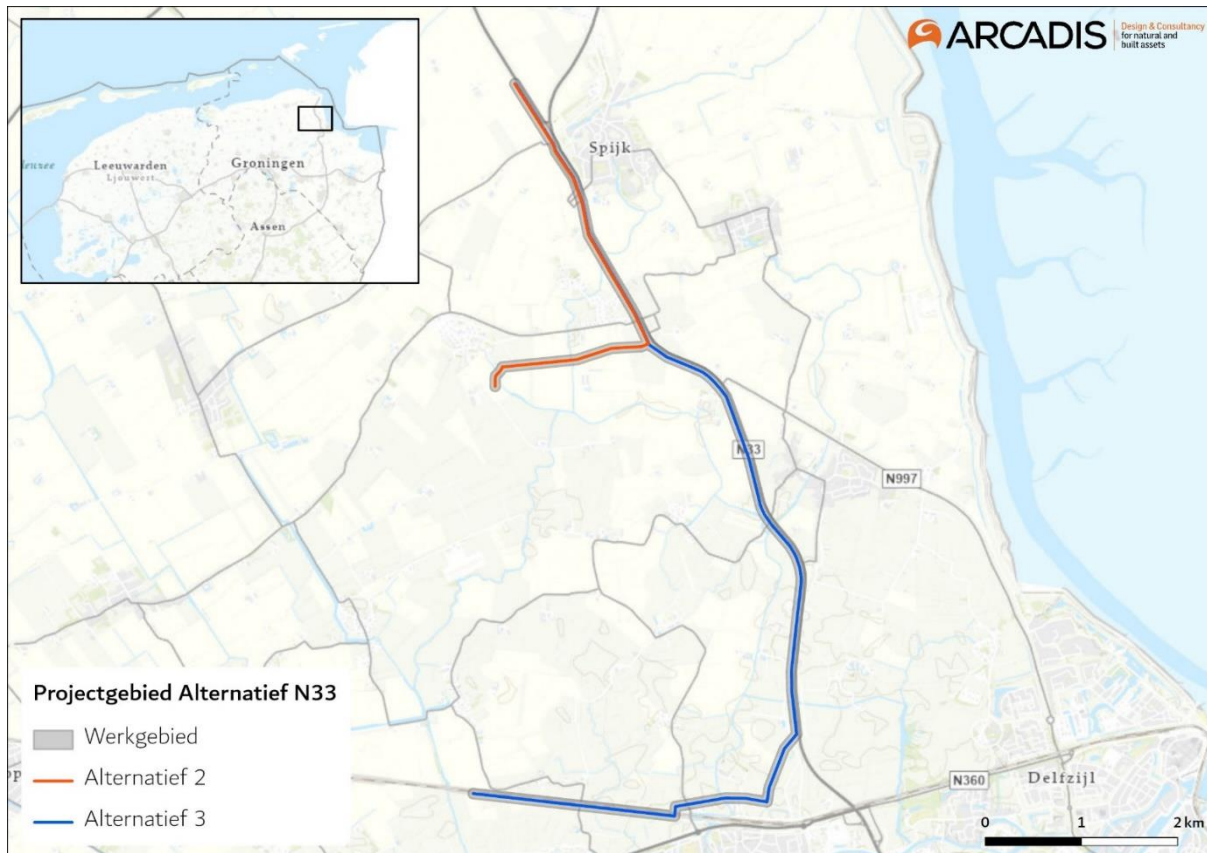 ARCADIS
Design & Consultancy
for natural and
built assets
Leeuwarden
Ljouwert
Groningen
Assen
Spijk
N33
N997
N360
Delfzijl
Projectgebied Alternatief N33
Werkgebied
Alternatief 2
Alternatief 3
0 1 2 km